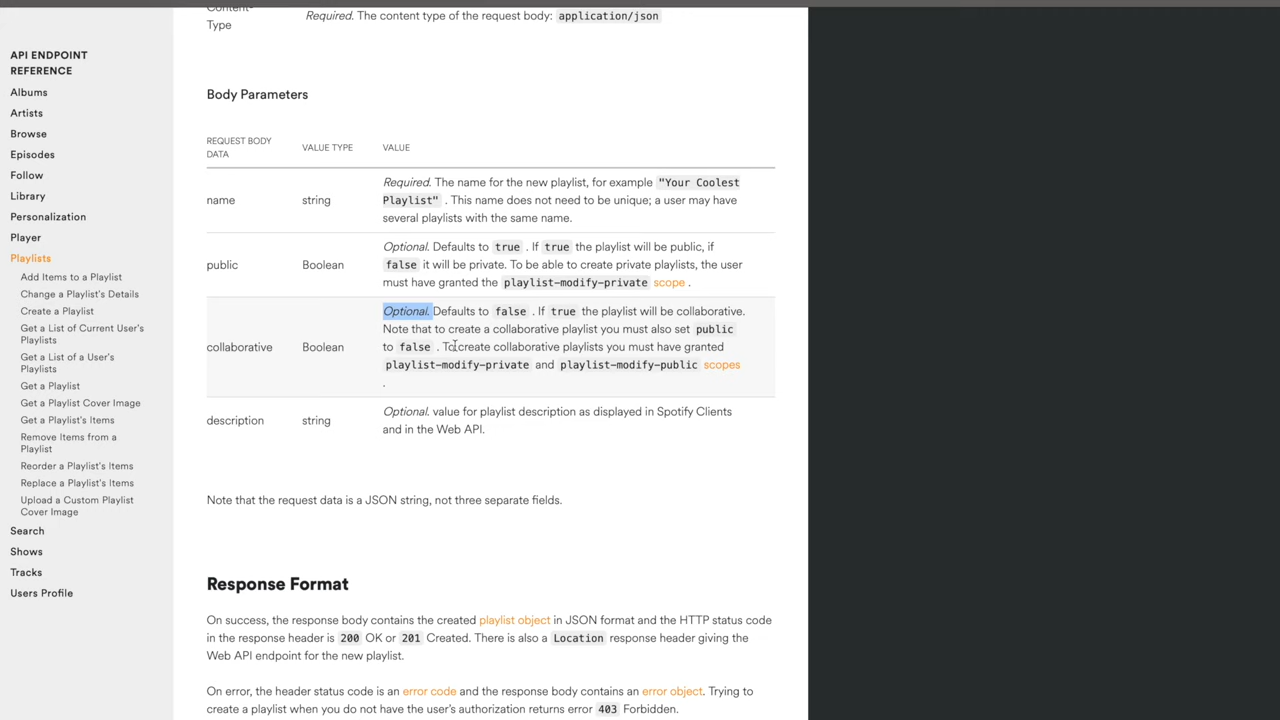 Content-
Type
Required. The content type of the request body: application/json
API ENDPOINT
REFERENCE
Albums
Artists
Browse
Episodes
Follow
Library
Personalization
Player
Playlists
Add Items to a Playlist
Change a Playlist's Details
Create a Playlist
Get a List of Current User's
Playlists
Get a List of a User's
Playlists
Get a Playlist
Get a Playlist Cover Image
Get a Playlist's Items
Remove Items from a
Playlist
Reorder a Playlist's Items
Replace a Playlist's Items
Upload a Custom Playlist
Cover Image
Search
Shows
Tracks
Users Profile
Body Parameters
REQUEST BODY
DATA
VALUE TYPE
VALUE
name
string
Required. The name for the new playlist, for example "Your Coolest
Playlist" . This name does not need to be unique; a user may have
several playlists with the same name.
public
Boolean
Optional. Defaults to true . If true the playlist will be public, if
false it will be private. To be able to create private playlists, the user
must have granted the playlist-modify-private scope .
collaborative
Boolean
Optional. Defaults to false . If true the playlist will be collaborative.
Note that to create a collaborative playlist you must also set public
to false . To create collaborative playlists you must have granted
playlist-modify-private and playlist-modify-public scopes
.
description
string
Optional. value for playlist description as displayed in Spotify Clients
and in the Web API.
Note that the request data is a JSON string, not three separate fields.
Response Format
On success, the response body contains the created playlist object in JSON format and the HTTP status code
in the response header is 200 OK or 201 Created. There is also a Location response header giving the
Web API endpoint for the new playlist.
On error, the header status code is an error code and the response body contains an error object. Trying to
create a playlist when you do not have the user's authorization returns error 403 Forbidden.